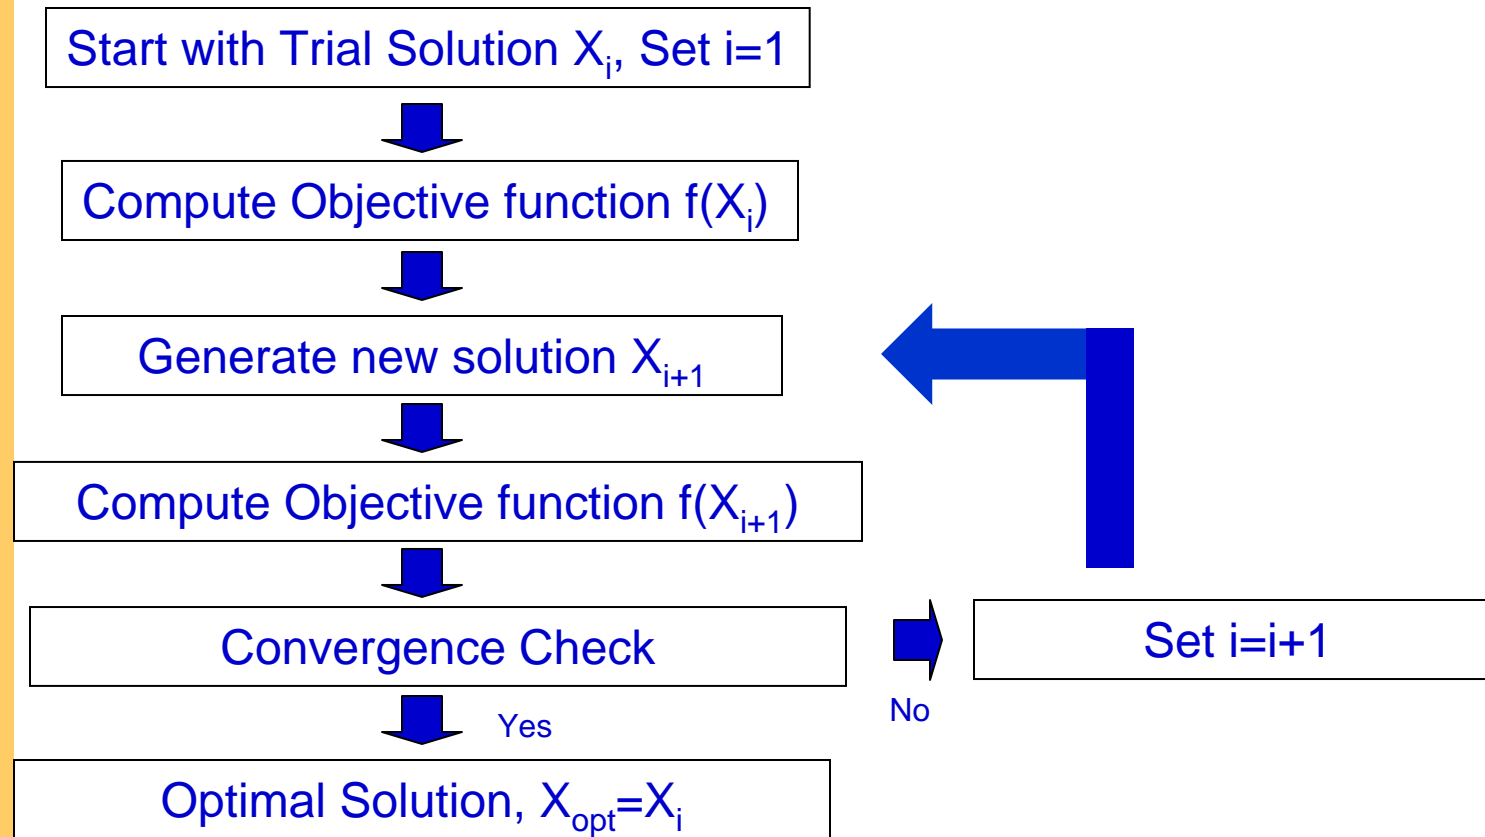 Start with Trial Solution Xᵢ, Set i=1
Compute Objective function f(Xᵢ)
Generate new solution Xᵢ₊₁
Compute Objective function f(Xᵢ₊₁)
Convergence Check
Set i=i+1
No
Yes
Optimal Solution, X_opt=Xᵢ